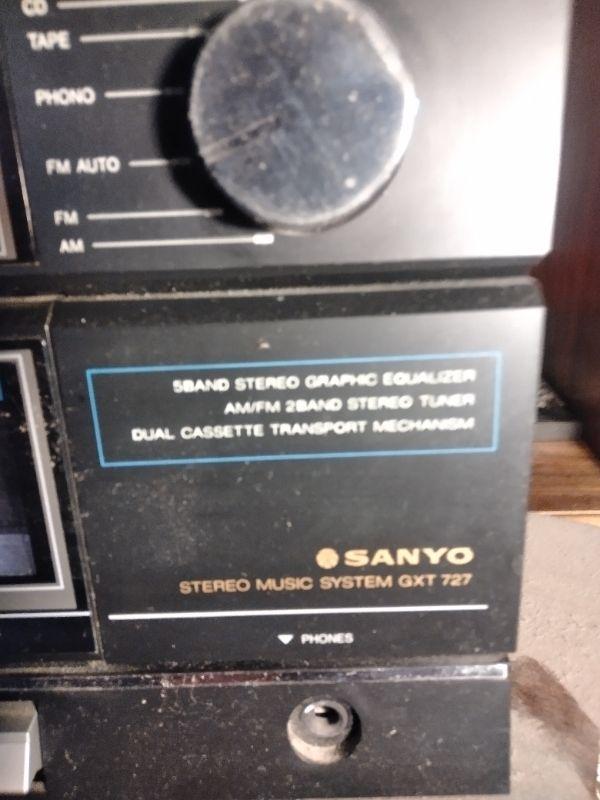 CD
TAPE
PHONO
FM AUTO
FM
AM
5BAND STEREO GRAPHIC EQUALIZER
AM/FM 2BAND STEREO TUNER
DUAL CASSETTE TRANSPORT MECHANISM
SANYO
STEREO MUSIC SYSTEM GXT 727
PHONES